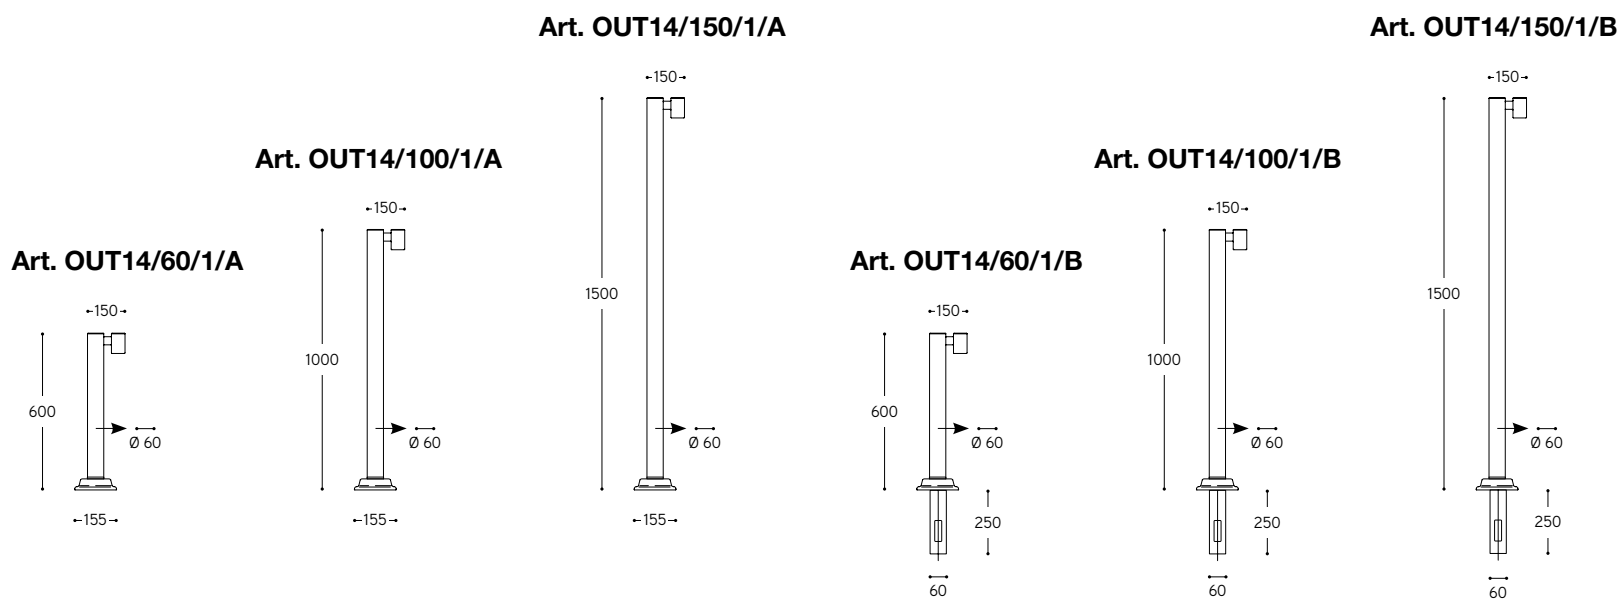 Art. OUT14/60/1/A
150
600
Ø 60
155
Art. OUT14/100/1/A
150
1000
Ø 60
155
Art. OUT14/150/1/A
150
1500
Ø 60
155
Art. OUT14/60/1/B
150
600
Ø 60
250
60
Art. OUT14/100/1/B
150
1000
Ø 60
250
60
Art. OUT14/150/1/B
150
1500
Ø 60
250
60